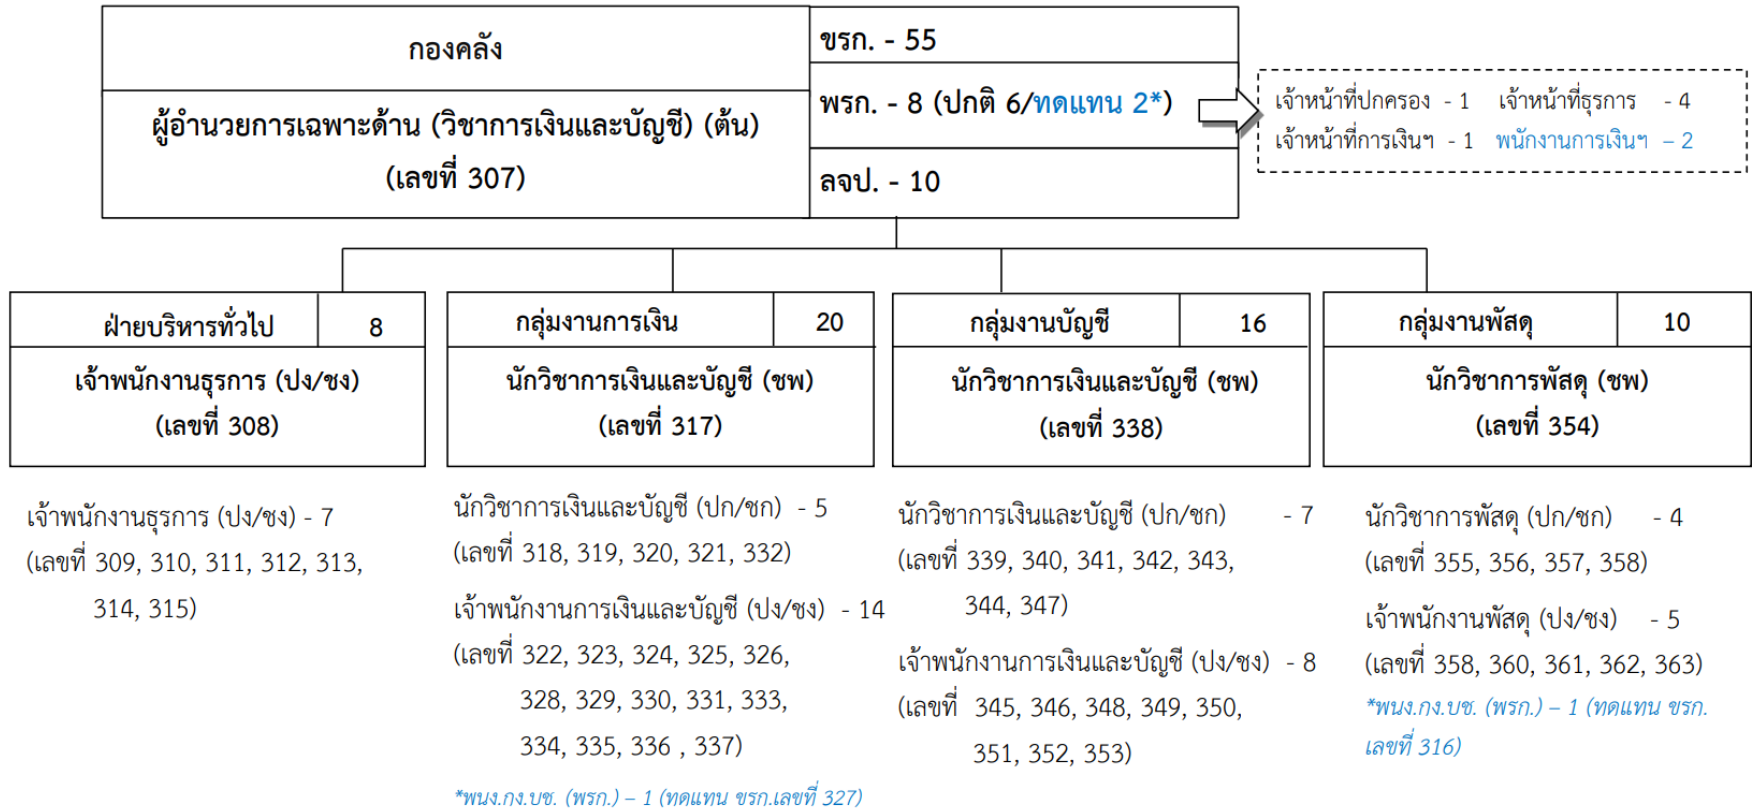 กองคลัง
ผู้อำนวยการเฉพาะด้าน (วิชาการเงินและบัญชี) (ต้น)
(เลขที่ 307)
ขรก. - 55
พรก. - 8 (ปกติ 6/ทดแทน 2*)
ลจป. - 10
เจ้าหน้าที่ปกครอง - 1 เจ้าหน้าที่ธุรการ - 4
เจ้าหน้าที่การเงินฯ - 1 พนักงานการเงินฯ – 2
ฝ่ายบริหารทั่วไป 8
เจ้าพนักงานธุรการ (ปง/ชง)
(เลขที่ 308)
เจ้าพนักงานธุรการ (ปง/ชง) - 7
(เลขที่ 309, 310, 311, 312, 313,
314, 315)
กลุ่มงานการเงิน 20
นักวิชาการเงินและบัญชี (ชพ)
(เลขที่ 317)
นักวิชาการเงินและบัญชี (ปก/ชก) - 5
(เลขที่ 318, 319, 320, 321, 332)
เจ้าพนักงานการเงินและบัญชี (ปง/ชง) - 14
(เลขที่ 322, 323, 324, 325, 326,
328, 329, 330, 331, 333,
334, 335, 336 , 337)
*พนง.กง.บช. (พรก.) – 1 (ทดแทน ขรก.เลขที่ 327)
กลุ่มงานบัญชี 16
นักวิชาการเงินและบัญชี (ชพ)
(เลขที่ 338)
นักวิชาการเงินและบัญชี (ปก/ชก) - 7
(เลขที่ 339, 340, 341, 342, 343,
344, 347)
เจ้าพนักงานการเงินและบัญชี (ปง/ชง) - 8
(เลขที่ 345, 346, 348, 349, 350,
351, 352, 353)
กลุ่มงานพัสดุ 10
นักวิชาการพัสดุ (ชพ)
(เลขที่ 354)
นักวิชาการพัสดุ (ปก/ชก) - 4
(เลขที่ 355, 356, 357, 358)
เจ้าพนักงานพัสดุ (ปง/ชง) - 5
(เลขที่ 358, 360, 361, 362, 363)
*พนง.กง.บช. (พรก.) – 1 (ทดแทน ขรก.
เลขที่ 316)